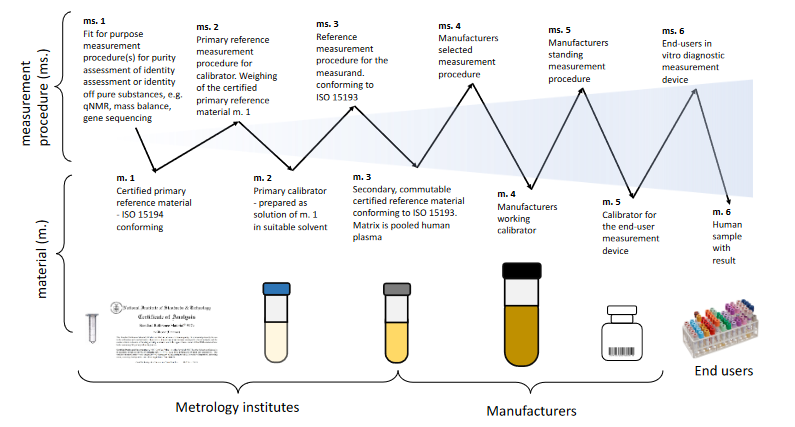 measurement
procedure (ms.)
ms. 1
Fit for purpose
measurement
procedure(s) for purity
assessment of identity
assessment or identity
off pure substances, e.g.
qNMR, mass balance,
gene sequencing
ms. 2
Primary reference
measurement
procedure for
calibrator. Weighing
of the certified
primary reference
material m. 1
ms. 3
Reference
measurement
procedure for the
measurand.
conforming to
ISO 15193
ms. 4
Manufacturers
selected
measurement
procedure
ms. 5
Manufacturers
standing
measurement
procedure
ms. 6
End-users in
vitro diagnostic
measurement
device
material (m.)
m. 1
Certified primary
reference material
- ISO 15194
conforming
m. 2
Primary calibrator
- prepared as
solution of m. 1
in suitable solvent
m. 3
Secondary, commutable
certified reference material
conforming to ISO 15193.
Matrix is pooled human
plasma
m. 4
Manufacturers
working
calibrator
m. 5
Calibrator for
the end-user
measurement
device
m. 6
Human
sample
with
result
National Institute of Standards & Technology
Certificate of Analysis
End users
Metrology institutes
Manufacturers